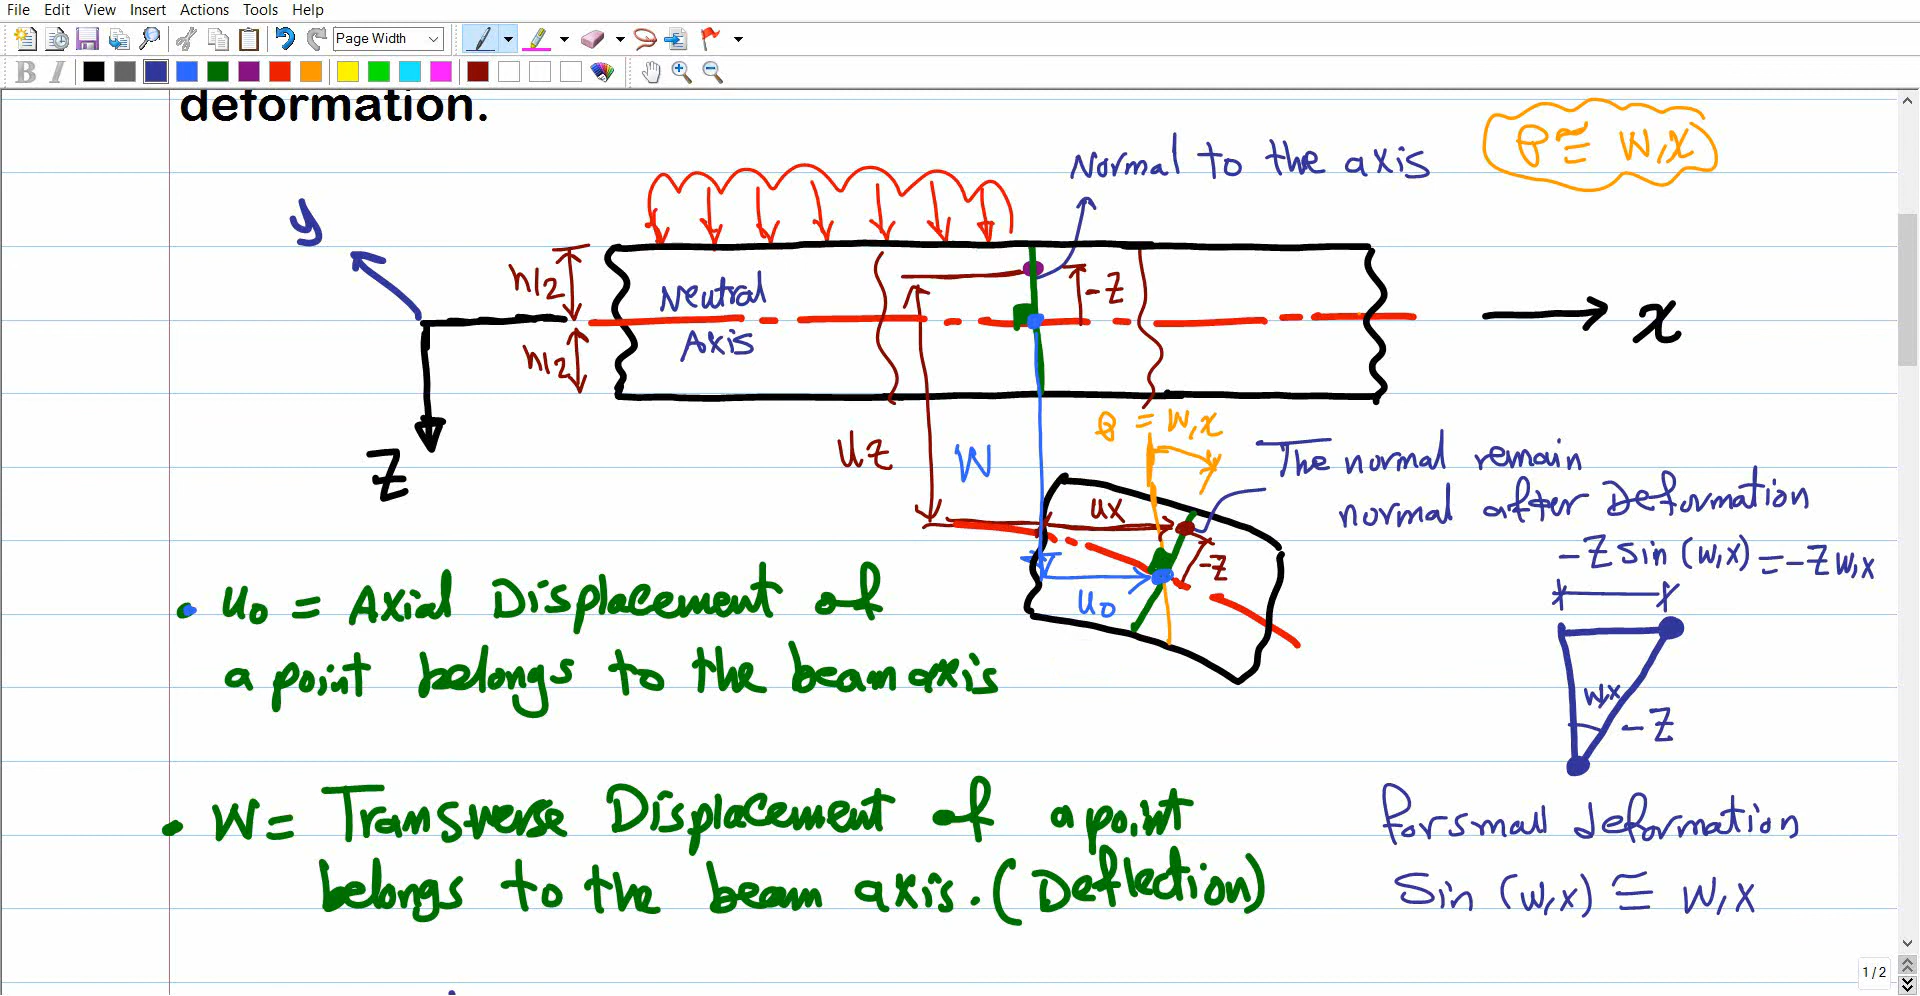 File Edit View Insert Actions Tools Help
Page Width
B I
deformation.
θ ≅ w,x
Normal to the axis
y
h/2
Neutral
Axis
-z
h/2
x
z
uz
W
θ = w,x
The normal remain
normal after Deformation
ux
-z
u₀
-z sin (w,x) = -z w,x
w,x
-z
• u₀ = Axial Displacement of
a point belongs to the beam axis
• W = Transverse Displacement of a point
belongs to the beam axis. (Deflection)
for small deformation
Sin (w,x) ≅ w,x
1 / 2